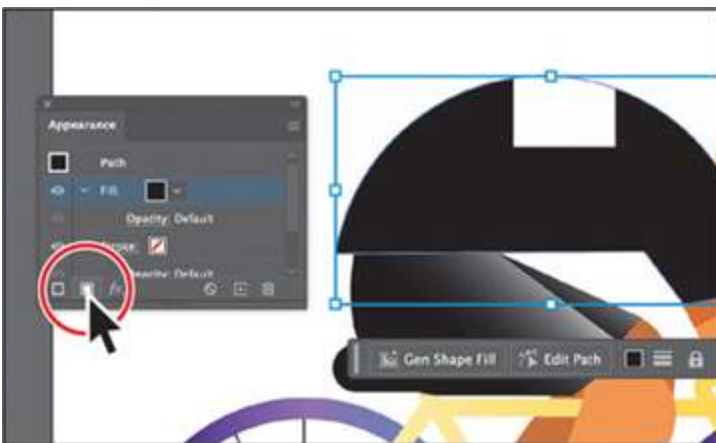 Appearance
Path
Fill
Opacity: Default
Stroke:
Opacity: Default
fx
Gen Shape Fill
Edit Path